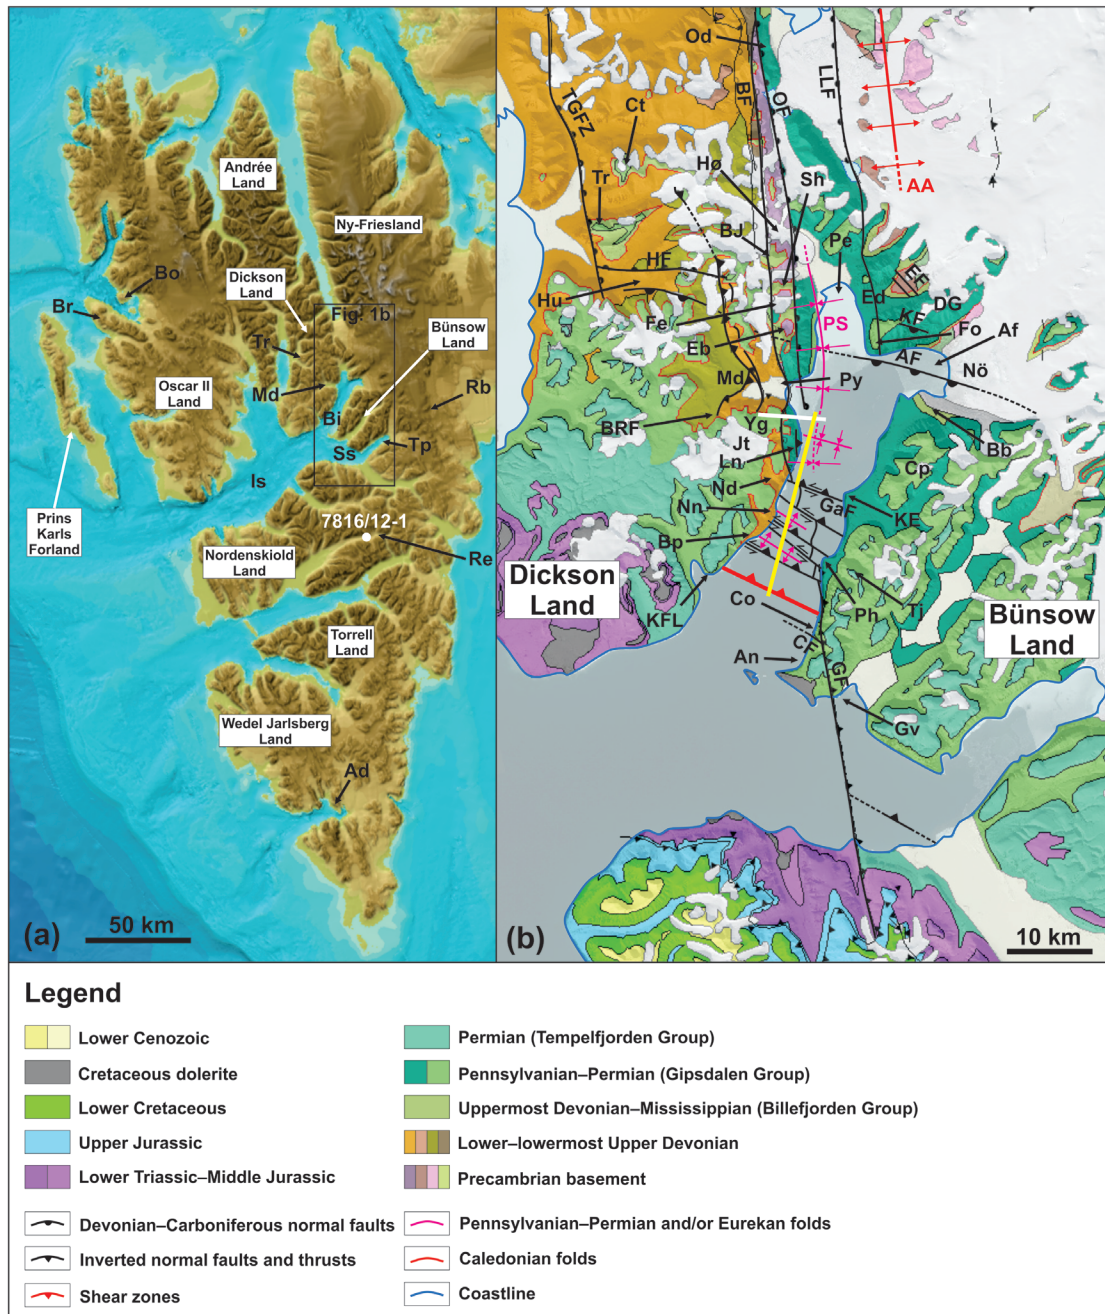 Andrée
Land
Ny-Friesland
Dickson
Land
Bo
Br
Fig. 1b
Bünsow
Land
Tr
Md
Oscar II
Land
Rb
Bi
Ss
Tp
Is
Prins
Karls
Forland
7816/12-1
Nordenskiold
Land
Re
Torrell
Land
Wedel Jarlsberg
Land
Ad
(a)
50 km
Od
TGFZ
BF
OF
LLF
Ct
AA
Tr
Hø
Sh
BJ
Pe
HF
EF
Hu
Ed
DG
Fe
PS
KF
Fo
Af
Eb
AF
Nö
Md
Py
BRF
Yg
Jt
Bb
Ln
Cp
Nd
GaF
KE
Nn
Bp
Dickson
Land
Ph
Tj
Bünsow
Land
KFL
Co
CF
An
GF
Gv
(b)
10 km
Legend
Lower Cenozoic
Cretaceous dolerite
Lower Cretaceous
Upper Jurassic
Lower Triassic–Middle Jurassic
Devonian–Carboniferous normal faults
Inverted normal faults and thrusts
Shear zones
Permian (Tempelfjorden Group)
Pennsylvanian–Permian (Gipsdalen Group)
Uppermost Devonian–Mississippian (Billefjorden Group)
Lower–lowermost Upper Devonian
Precambrian basement
Pennsylvanian–Permian and/or Eurekan folds
Caledonian folds
Coastline